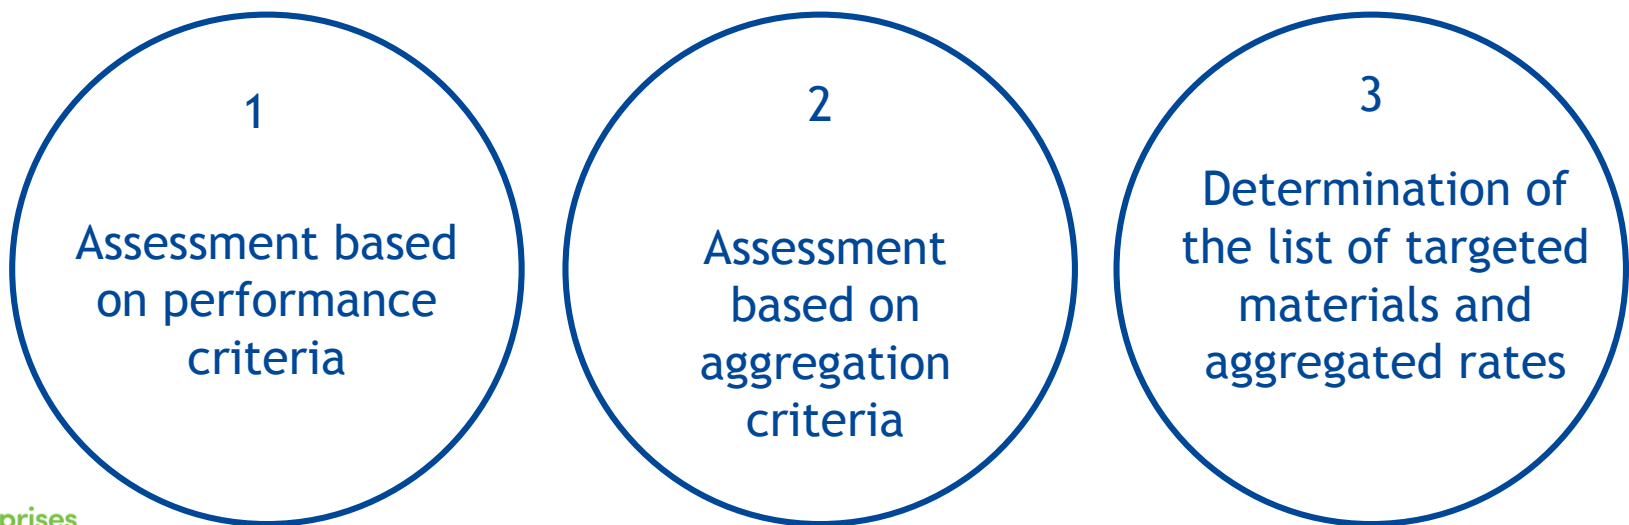 1
Assessment based
on performance
criteria
2
Assessment
based on
aggregation
criteria
3
Determination of
the list of targeted
materials and
aggregated rates